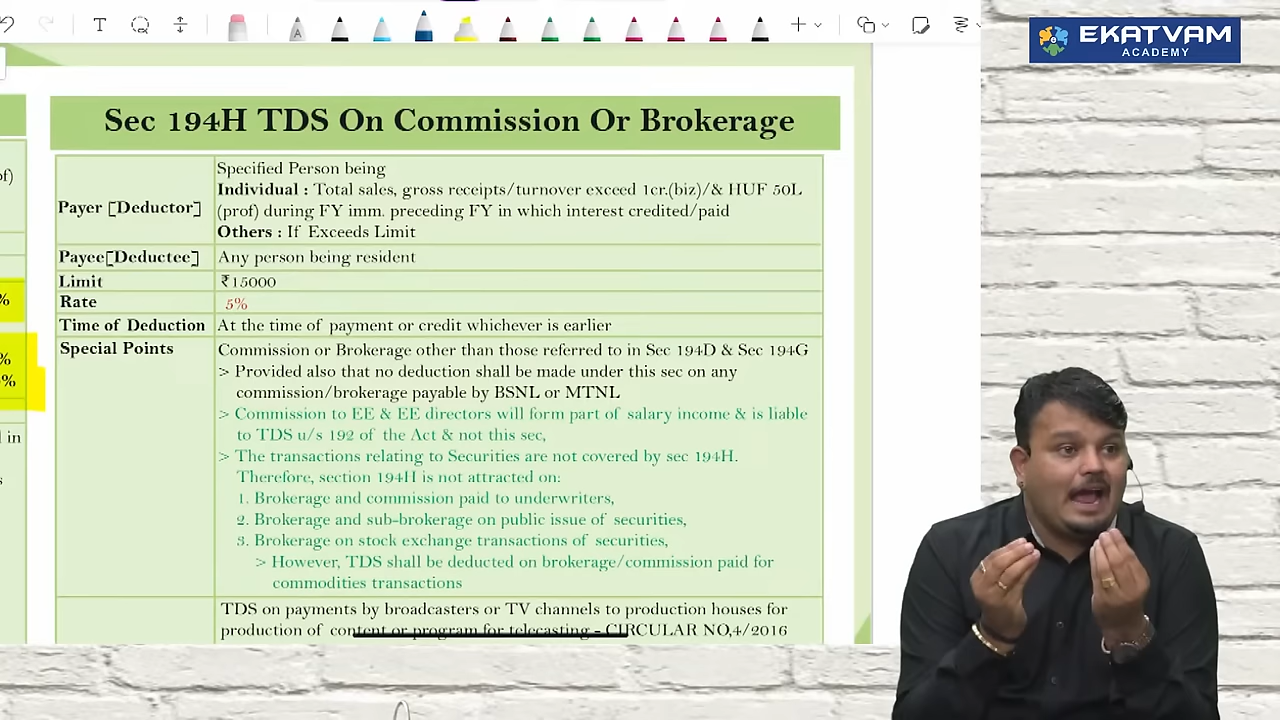 EKATVAM
ACADEMY
Sec 194H TDS On Commission Or Brokerage
Payer [Deductor]
Specified Person being
Individual : Total sales, gross receipts/turnover exceed 1cr.(biz)/& HUF 50L
(prof) during FY imm. preceding FY in which interest credited/paid
Others : If Exceeds Limit
Payee[Deductee] Any person being resident
Limit ₹15000
Rate 5%
Time of Deduction At the time of payment or credit whichever is earlier
Special Points Commission or Brokerage other than those referred to in Sec 194D & Sec 194G
> Provided also that no deduction shall be made under this sec on any
commission/brokerage payable by BSNL or MTNL
> Commission to EE & EE directors will form part of salary income & is liable
to TDS u/s 192 of the Act & not this sec,
> The transactions relating to Securities are not covered by sec 194H.
Therefore, section 194H is not attracted on:
1. Brokerage and commission paid to underwriters,
2. Brokerage and sub-brokerage on public issue of securities,
3. Brokerage on stock exchange transactions of securities,
> However, TDS shall be deducted on brokerage/commission paid for
commodities transactions
TDS on payments by broadcasters or TV channels to production houses for
production of content or program for telecasting - CIRCULAR NO,4/2016
%
%
%
in